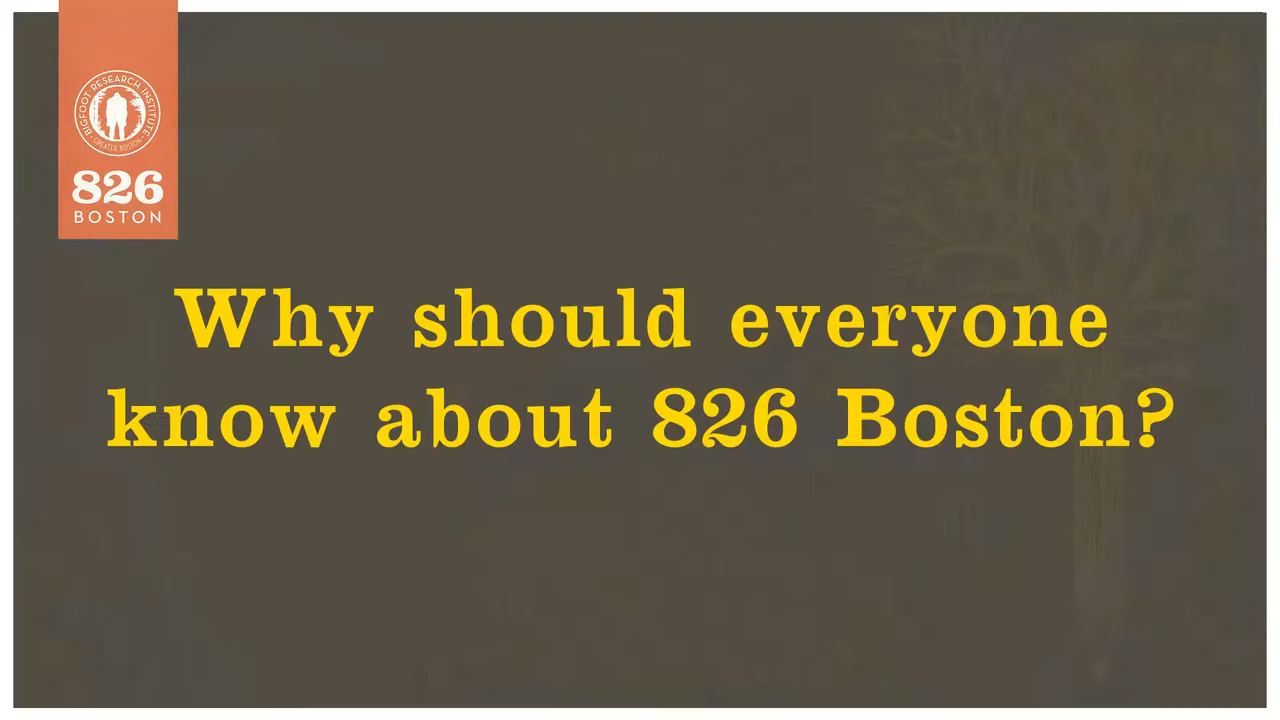 BIGFOOT RESEARCH INSTITUTE
GREATER BOSTON
826
BOSTON
Why should everyone
know about 826 Boston?